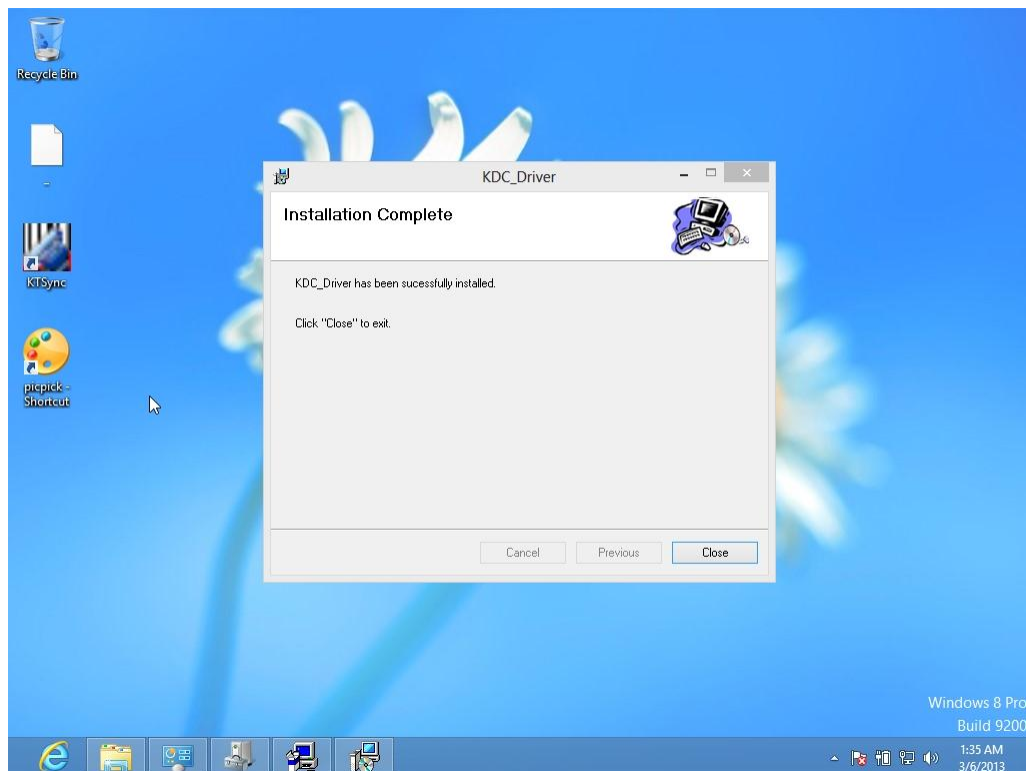 Recycle Bin
-
KTSync
picpick -
Shortcut
KDC_Driver
Installation Complete
KDC_Driver has been sucessfully installed.
Click "Close" to exit.
Cancel
Previous
Close
Windows 8 Pro
Build 9200
1:35 AM
3/6/2013